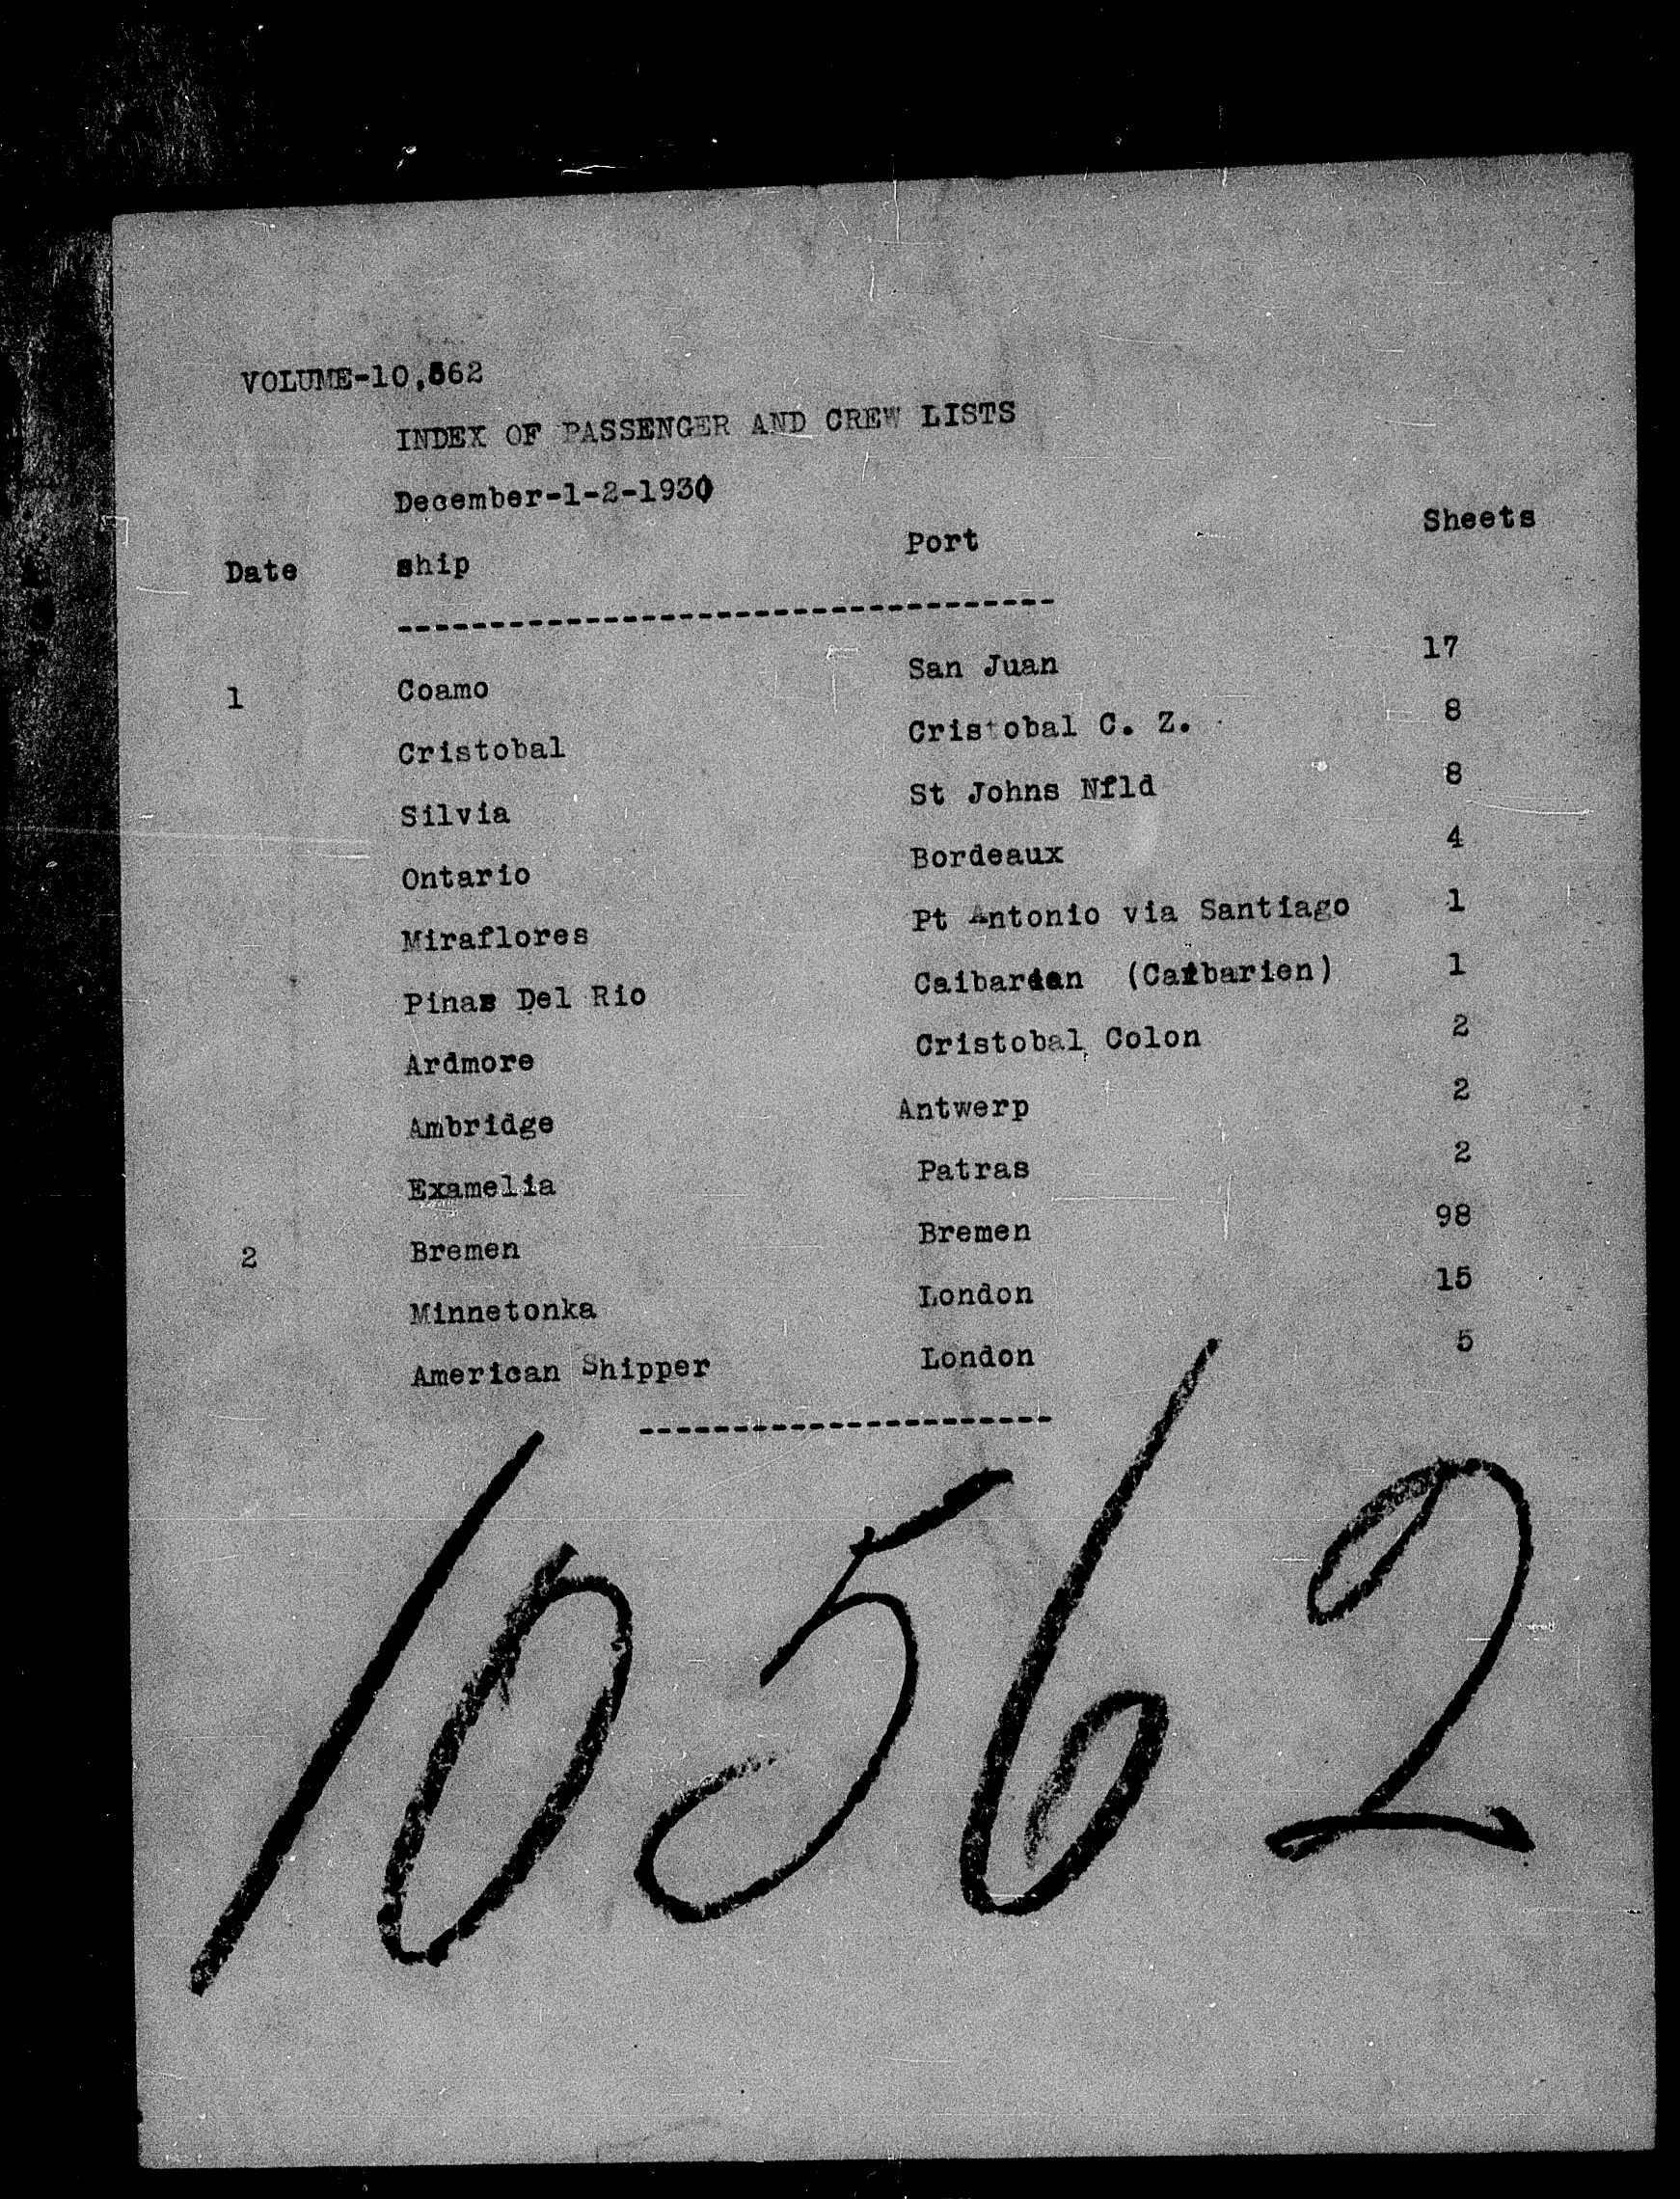 VOLUME-10,562
INDEX OF PASSENGER AND CREW LISTS
December-1-2-1930
Date ship Port Sheets
1 Coamo San Juan 17
Cristobal Cristobal C. Z. 8
Silvia St Johns Nfld 8
Ontario Bordeaux 4
Miraflores Pt Antonio via Santiago 1
Pinas Del Rio Caibarien (Caibarien) 1
Ardmore Cristobal Colon 2
Ambridge Antwerp 2
Examelia Patras 2
2 Bremen Bremen 98
Minnetonka London 15
American Shipper London 5
10562